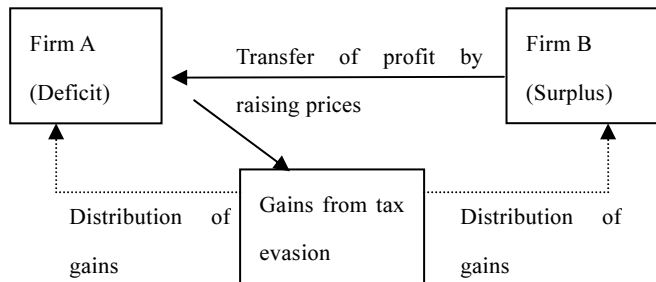 Firm A
(Deficit)
Transfer of profit by
raising prices
Firm B
(Surplus)
Distribution of
gains
Gains from tax
evasion
Distribution of
gains